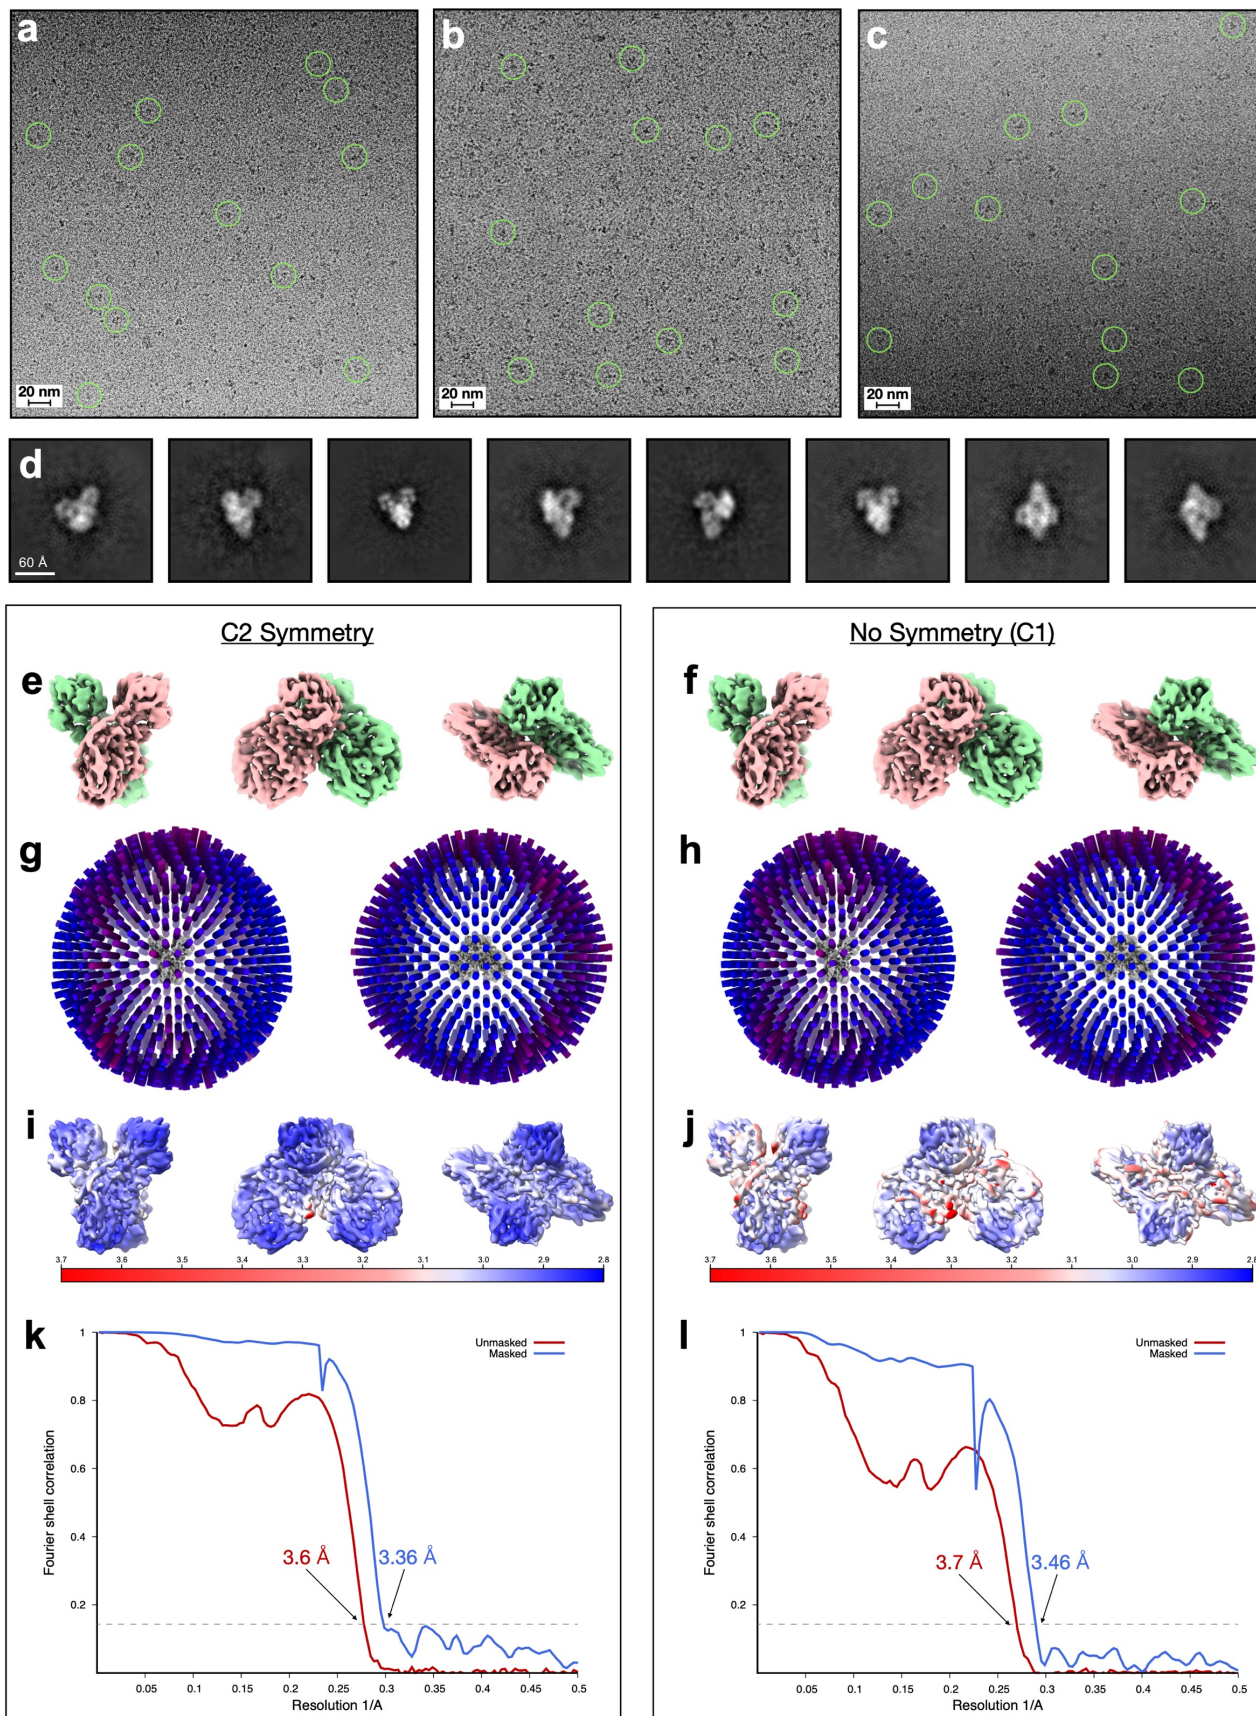 a
b
c
20 nm
20 nm
20 nm
d
60 Å
C2 Symmetry
No Symmetry (C1)
e
f
g
h
i
j
3.7 3.6 3.5 3.4 3.3 3.2 3.1 3.0 2.9 2.8
3.7 3.6 3.5 3.4 3.3 3.2 3.1 3.0 2.9 2.8
k
Unmasked
Masked
1
0.8
0.6
0.4
0.2
Fourier shell correlation
3.6 Å
3.36 Å
0.05 0.1 0.15 0.2 0.25 0.3 0.35 0.4 0.45 0.5
Resolution 1/A
l
Unmasked
Masked
1
0.8
0.6
0.4
0.2
Fourier shell correlation
3.7 Å
3.46 Å
0.05 0.1 0.15 0.2 0.25 0.3 0.35 0.4 0.45 0.5
Resolution 1/A